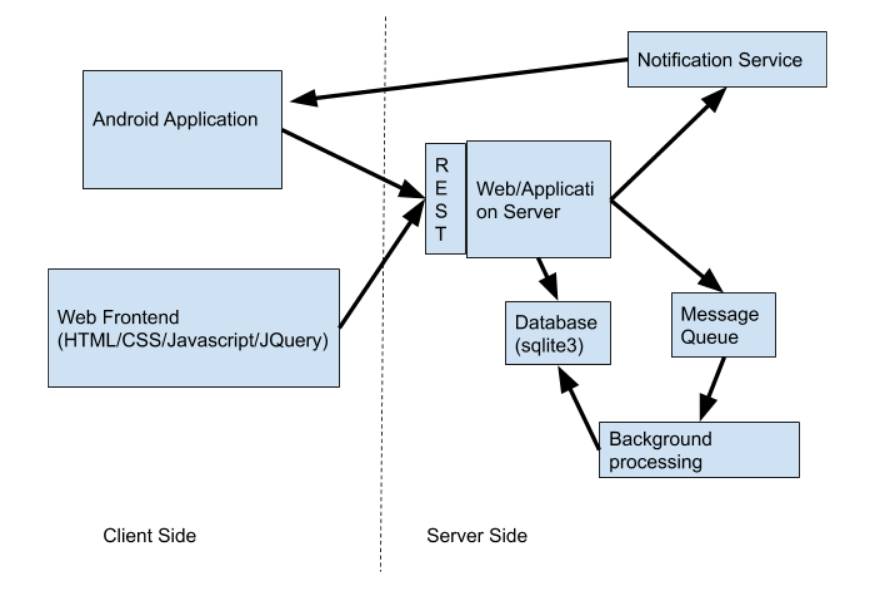 Notification Service
Android Application
R
E
S
T
Web/Applicati
on Server
Web Frontend
(HTML/CSS/Javascript/JQuery)
Database
(sqlite3)
Message
Queue
Background
processing
Client Side
Server Side